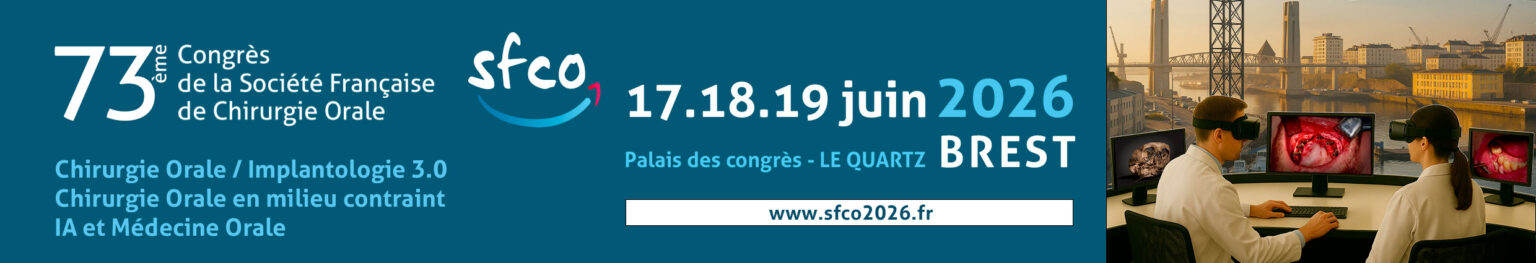 73ème
Congrès
de la Société Française
de Chirurgie Orale
Chirurgie Orale / Implantologie 3.0
Chirurgie Orale en milieu contraint
IA et Médecine Orale
sfco
17.18.19 juin 2026
Palais des congrès - LE QUARTZ BREST
www.sfco2026.fr